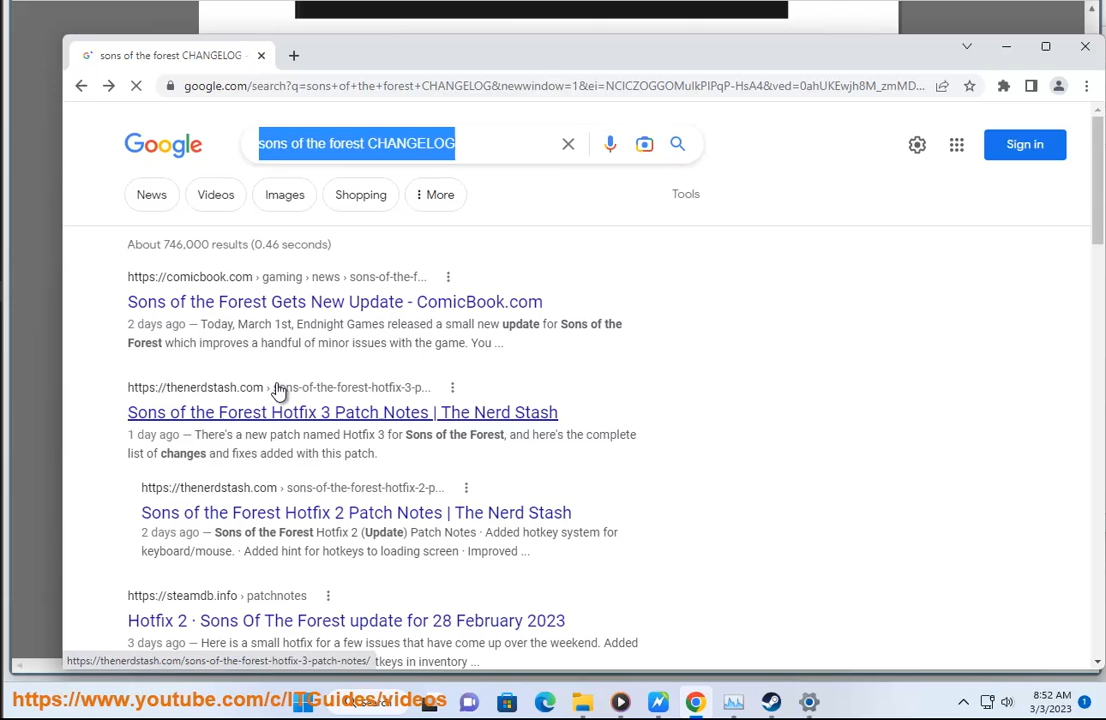 sons of the forest CHANGELOG -
google.com/search?q=sons+of+the+forest+CHANGELOG&newwindow=1&ei=NCICZOGGOMuIkPIPqP-HsA4&ved=0ahUKEwjh8M_zmMD...
Google
sons of the forest CHANGELOG
Sign in
News
Videos
Images
Shopping
More
Tools
About 746,000 results (0.46 seconds)
https://comicbook.com › gaming › news › sons-of-the-f...
Sons of the Forest Gets New Update - ComicBook.com
2 days ago — Today, March 1st, Endnight Games released a small new update for Sons of the
Forest which improves a handful of minor issues with the game. You ...
https://thenerdstash.com › sons-of-the-forest-hotfix-3-p...
Sons of the Forest Hotfix 3 Patch Notes | The Nerd Stash
1 day ago — There's a new patch named Hotfix 3 for Sons of the Forest, and here's the complete
list of changes and fixes added with this patch.
https://thenerdstash.com › sons-of-the-forest-hotfix-2-p...
Sons of the Forest Hotfix 2 Patch Notes | The Nerd Stash
2 days ago — Sons of the Forest Hotfix 2 (Update) Patch Notes · Added hotkey system for
keyboard/mouse. · Added hint for hotkeys to loading screen · Improved ...
https://steamdb.info › patchnotes
Hotfix 2 · Sons Of The Forest update for 28 February 2023
3 days ago — Here is a small hotfix for a few issues that have come up over the weekend. Added
https://thenerdstash.com/sons-of-the-forest-hotfix-3-patch-notes/
tkeys in inventory ...
https://www.youtube.com/c/ITGuides/videos
8:52 AM
3/3/2023